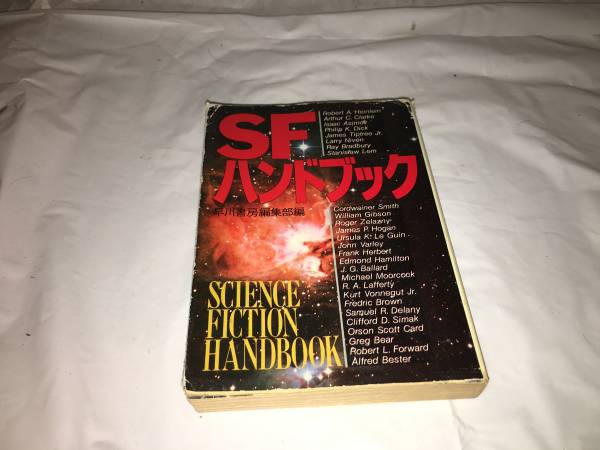 SF
ハンドブック
早川書房編集部編
Robert A. Heinlein
Arthur C. Clarke
Isaac Asimov
Philip K. Dick
James Tiptree Jr.
Larry Niven
Ray Bradbury
Stanislaw Lem
Cordwainer Smith
William Gibson
Roger Zelazny
James P. Hogan
Ursula K. Le Guin
John Varley
Frank Herbert
Edmond Hamilton
J. G. Ballard
Michael Moorcock
R. A. Lafferty
Kurt Vonnegut Jr.
Fredric Brown
Samuel R. Delany
Clifford D. Simak
Orson Scott Card
Greg Bear
Robert L. Forward
Alfred Bester
SCIENCE
FICTION
HANDBOOK